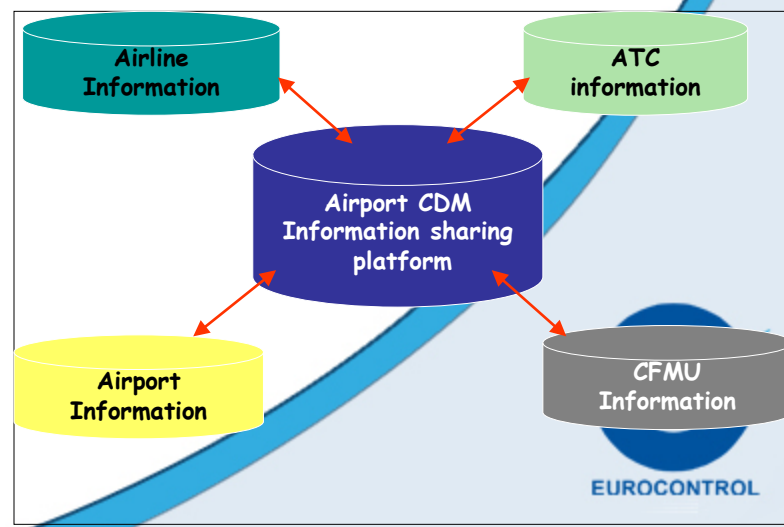 Airline
Information
ATC
information
Airport CDM
Information sharing
platform
Airport
Information
CFMU
Information
EUROCONTROL